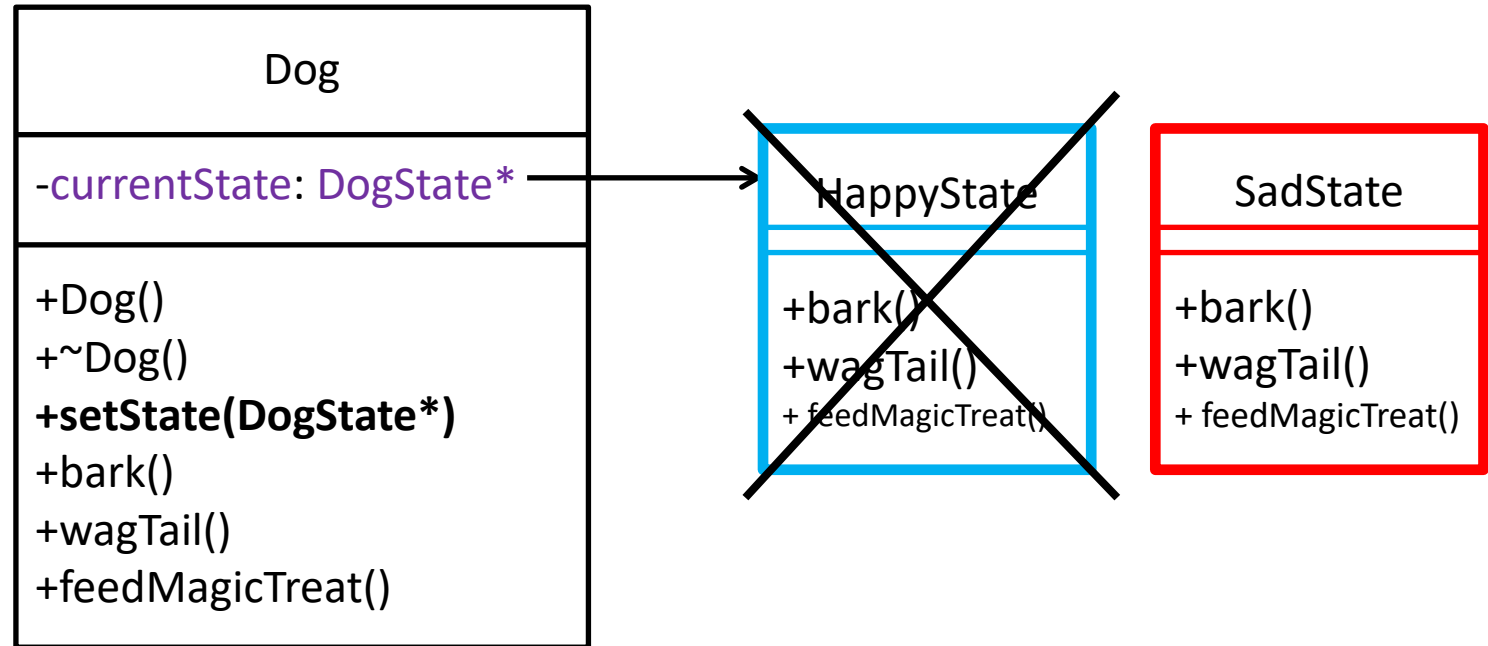 Dog
-currentState: DogState*
+Dog()
+~Dog()
+setState(DogState*)
+bark()
+wagTail()
+feedMagicTreat()
HappyState
+bark()
+wagTail()
+ feedMagicTreat()
SadState
+bark()
+wagTail()
+ feedMagicTreat()